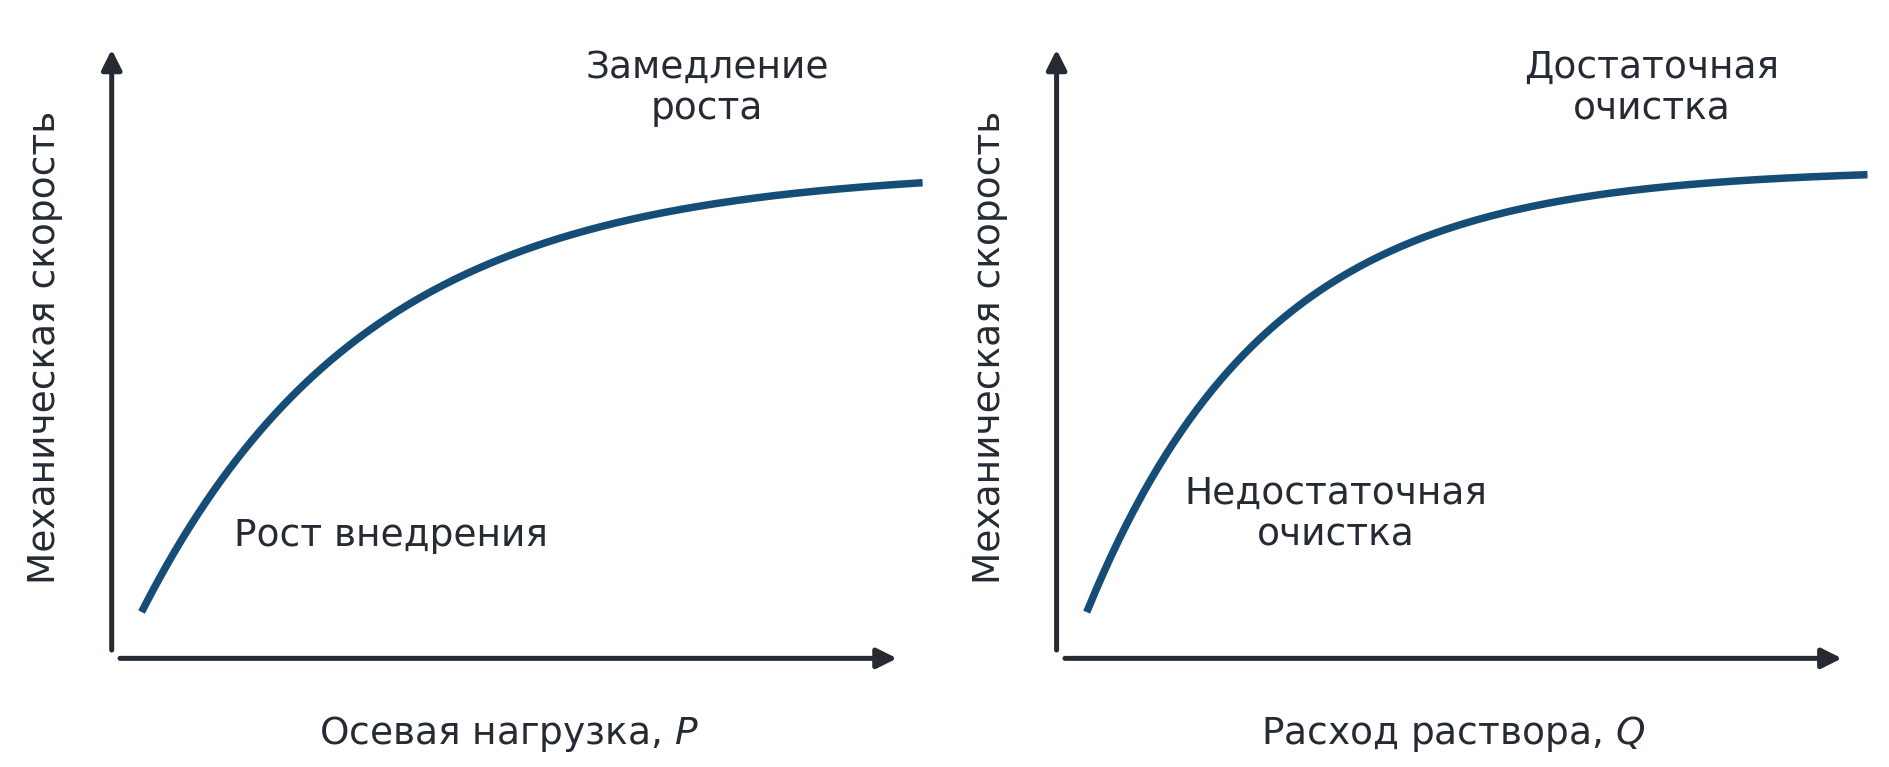 Замедление
роста
Механическая скорость
Рост внедрения
Осевая нагрузка, P
Достаточная
очистка
Механическая скорость
Недостаточная
очистка
Расход раствора, Q